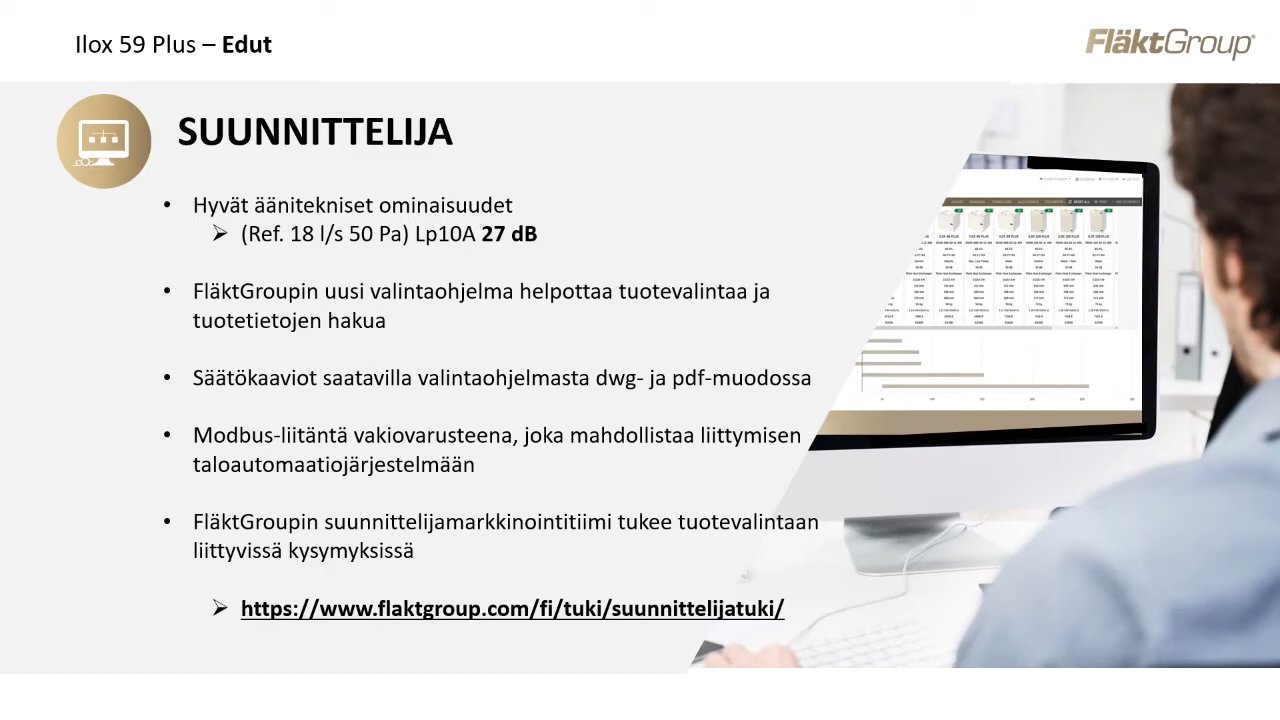 Ilox 59 Plus – Edut
FläktGroup®
SUUNNITTELIJA
• Hyvät äänitekniset ominaisuudet
➢ (Ref. 18 l/s 50 Pa) Lp10A 27 dB
• FläktGroupin uusi valintaohjelma helpottaa tuotevalintaa ja
tuotetietojen hakua
• Säätökaaviot saatavilla valintaohjelmasta dwg- ja pdf-muodossa
• Modbus-liitäntä vakiovarusteena, joka mahdollistaa liittymisen
taloautomaatiojärjestelmään
• FläktGroupin suunnittelijamarkkinointitiimi tukee tuotevalintaan
liittyvissä kysymyksissä
➢ https://www.flaktgroup.com/fi/tuki/suunnittelijatuki/